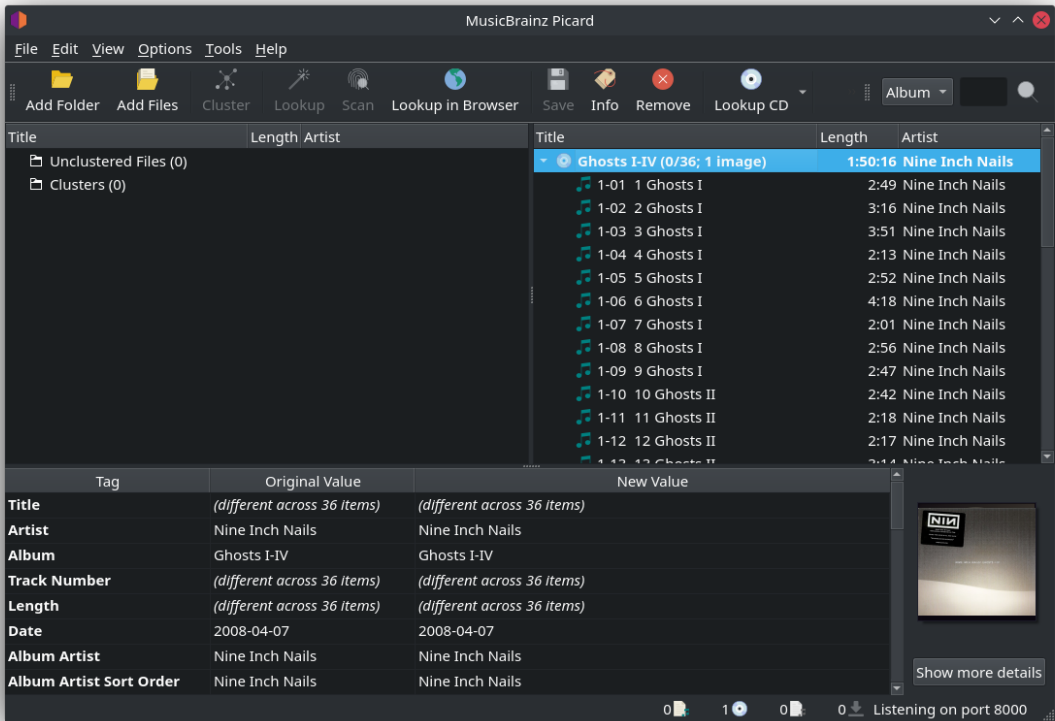 MusicBrainz Picard
File Edit View Options Tools Help
Add Folder Add Files Cluster Lookup Scan Lookup in Browser Save Info Remove Lookup CD Album
Title Length Artist Title Length Artist
Unclustered Files (0) Ghosts I-IV (0/36; 1 image) 1:50:16 Nine Inch Nails
Clusters (0) 1-01 1 Ghosts I 2:49 Nine Inch Nails
1-02 2 Ghosts I 3:16 Nine Inch Nails
1-03 3 Ghosts I 3:51 Nine Inch Nails
1-04 4 Ghosts I 2:13 Nine Inch Nails
1-05 5 Ghosts I 2:52 Nine Inch Nails
1-06 6 Ghosts I 4:18 Nine Inch Nails
1-07 7 Ghosts I 2:01 Nine Inch Nails
1-08 8 Ghosts I 2:56 Nine Inch Nails
1-09 9 Ghosts I 2:47 Nine Inch Nails
1-10 10 Ghosts II 2:42 Nine Inch Nails
1-11 11 Ghosts II 2:18 Nine Inch Nails
1-12 12 Ghosts II 2:17 Nine Inch Nails
1-13 13 Ghosts II 3:14 Nine Inch Nails
Tag Original Value New Value
Title (different across 36 items) (different across 36 items)
Artist Nine Inch Nails Nine Inch Nails
Album Ghosts I-IV Ghosts I-IV
Track Number (different across 36 items) (different across 36 items)
Length (different across 36 items) (different across 36 items)
Date 2008-04-07 2008-04-07
Album Artist Nine Inch Nails Nine Inch Nails
Album Artist Sort Order Nine Inch Nails Nine Inch Nails
NIN
Show more details
0 1 0 0 Listening on port 8000